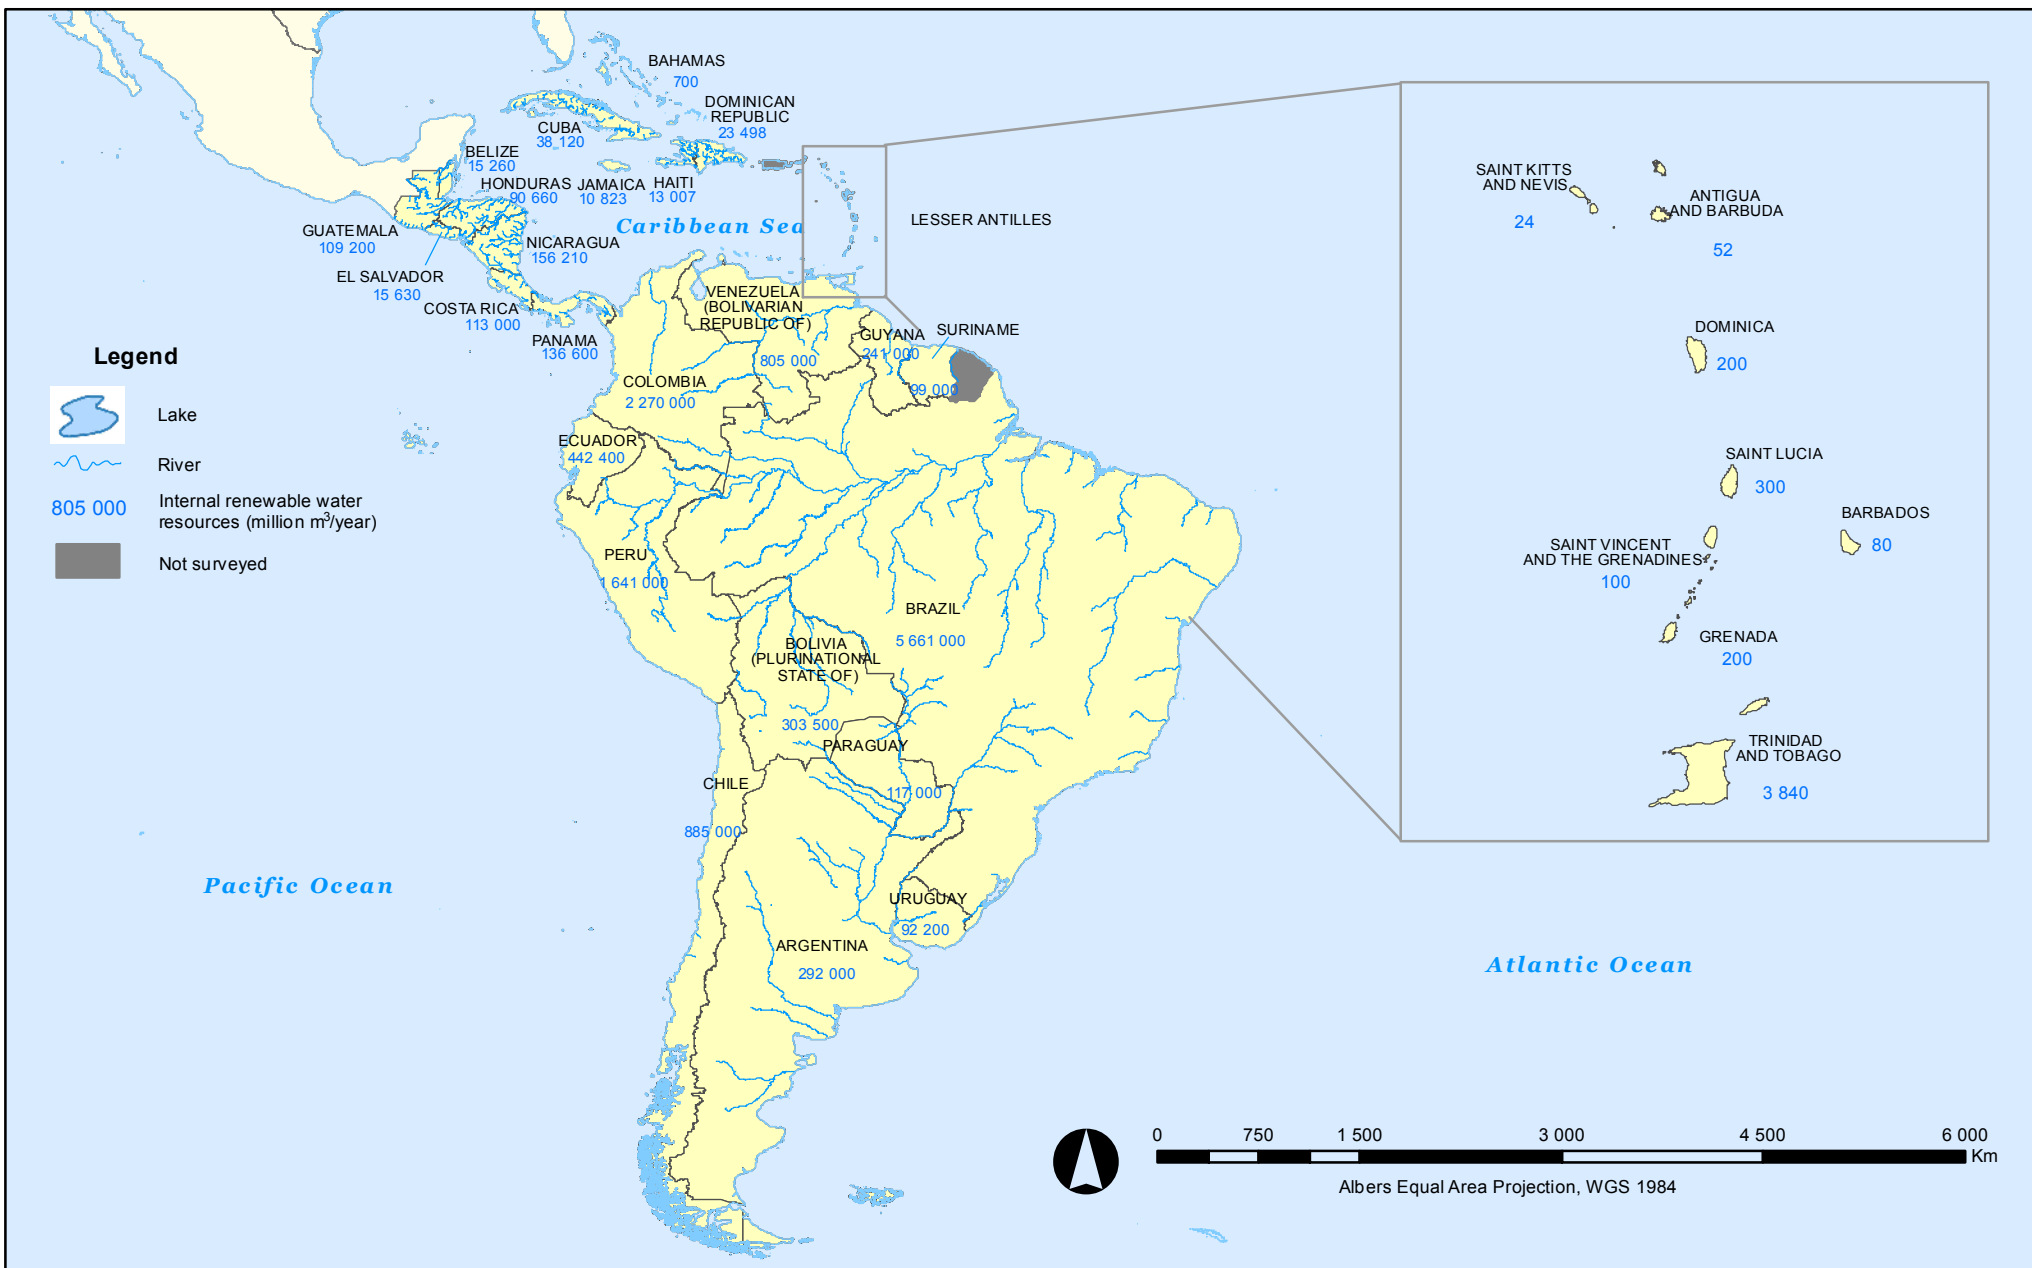 BAHAMAS
700
DOMINICAN
REPUBLIC
23 498
CUBA
38 120
BELIZE
15 260
HONDURAS
90 660
JAMAICA
10 823
HAITI
13 007
Caribbean Sea
GUATEMALA
109 200
NICARAGUA
156 210
EL SALVADOR
15 630
COSTA RICA
113 000
PANAMA
136 600
LESSER ANTILLES
VENEZUELA
(BOLIVARIAN
REPUBLIC OF)
805 000
GUYANA
241 000
SURINAME
99 000
COLOMBIA
2 270 000
ECUADOR
442 400
PERU
1 641 000
BRAZIL
5 661 000
BOLIVIA
(PLURINATIONAL
STATE OF)
303 500
PARAGUAY
117 000
CHILE
885 000
URUGUAY
92 200
ARGENTINA
292 000
Pacific Ocean
Atlantic Ocean
Legend
Lake
River
805 000
Internal renewable water
resources (million m³/year)
Not surveyed
SAINT KITTS
AND NEVIS
24
ANTIGUA
AND BARBUDA
52
DOMINICA
200
SAINT LUCIA
300
BARBADOS
80
SAINT VINCENT
AND THE GRENADINES
100
GRENADA
200
TRINIDAD
AND TOBAGO
3 840
0 750 1 500 3 000 4 500 6 000
Km
Albers Equal Area Projection, WGS 1984